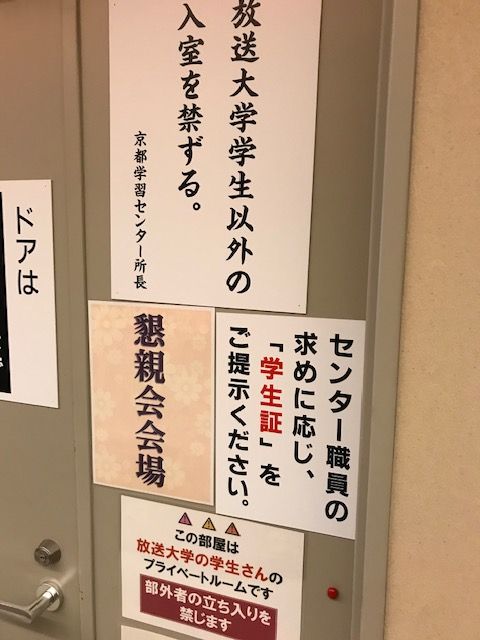 放送大学学生以外の
入室を禁ずる。
京都学習センター所長
ドアは
懇親会会場
センター職員の
求めに応じ、
「学生証」を
ご提示ください。
この部屋は
放送大学の学生さんの
プライベートルームです
部外者の立ち入りを
禁じます